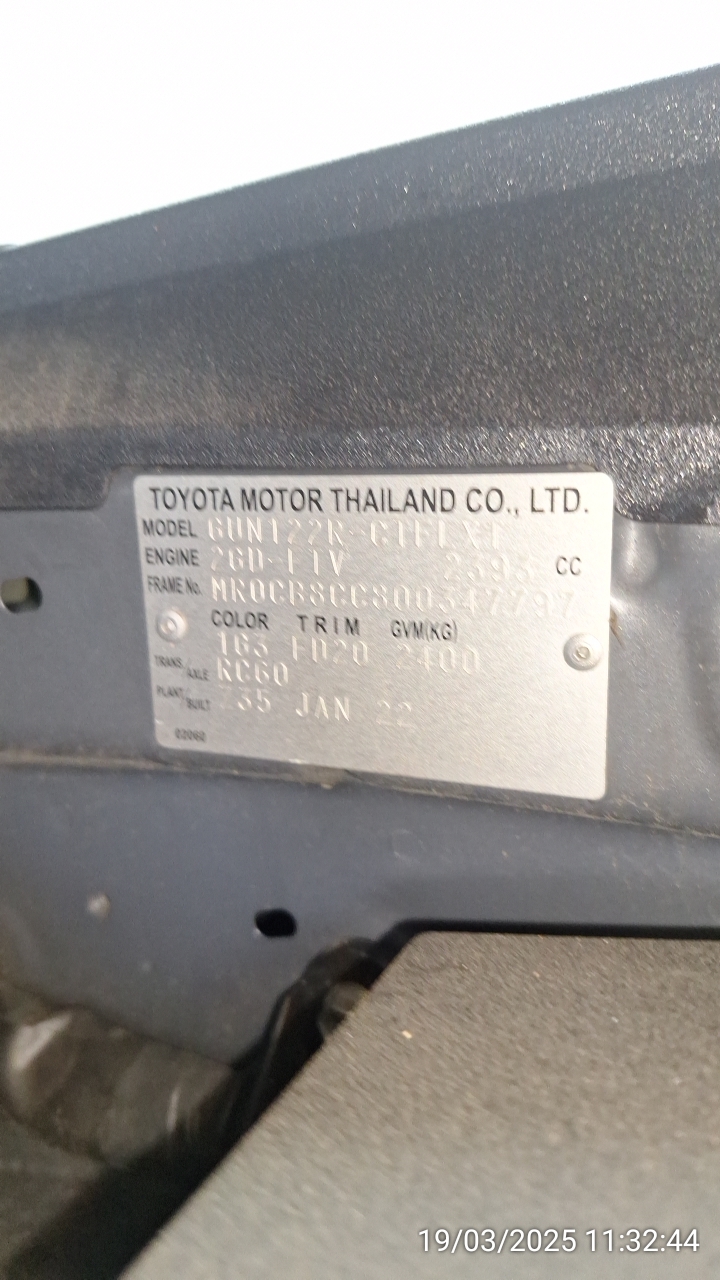 TOYOTA MOTOR THAILAND CO., LTD.
MODEL GUN122R-CTFLXT
ENGINE 2GD-FTV 2393 CC
FRAME No. MR0CB8CC800347797
COLOR TRIM GVM(KG)
1G3 FD20 2400
TRANS/AXLE RC60
PLANT/BUILT Z35 JAN 22
03060
19/03/2025 11:32:44